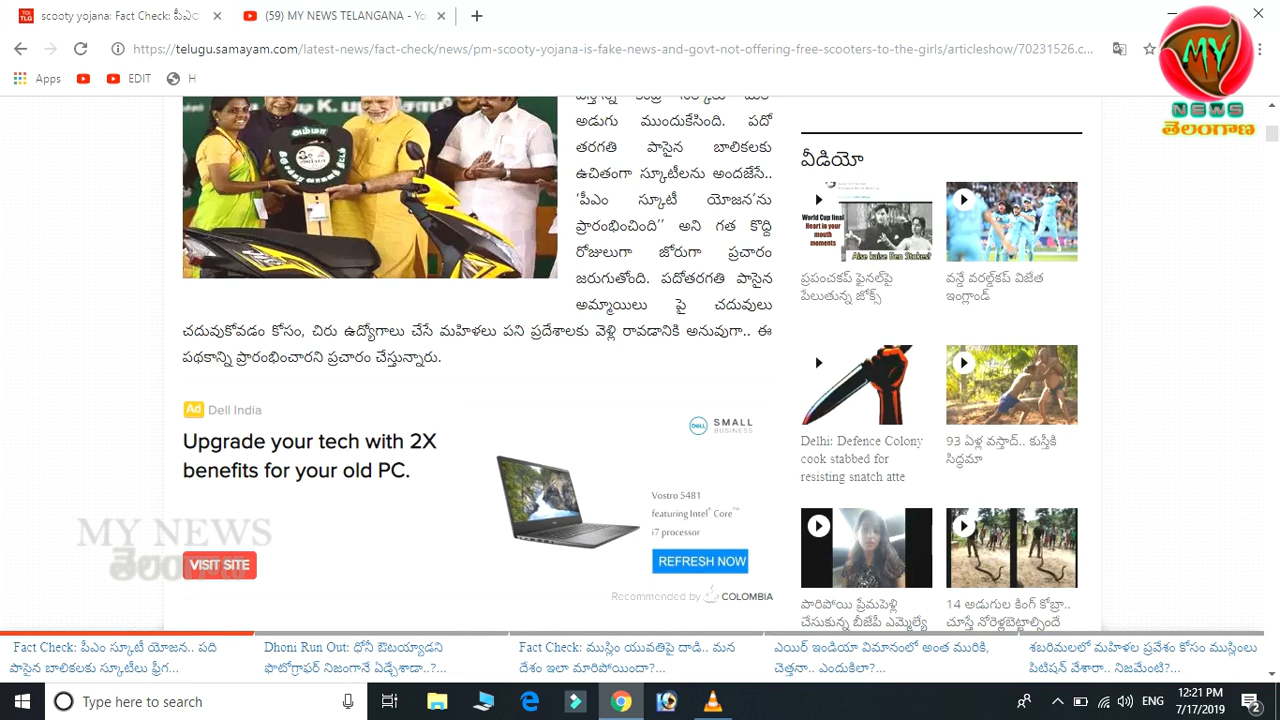 scooty yojana: Fact Check: పీఎం
(59) MY NEWS TELANGANA - Yo
https://telugu.samayam.com/latest-news/fact-check/news/pm-scooty-yojana-is-fake-news-and-govt-not-offering-free-scooters-to-the-girls/articleshow/70231526.c...
Apps
EDIT
H
MY
NEWS
తెలంగాణ
అడుగు ముందుకేసింది. పదో
తరగతి పాసైన బాలికలకు
ఉచితంగా స్కూటీలను అందజేసే..
‘పీఎం స్కూటీ యోజన’ను
ప్రారంభించింది’’ అని గత కొద్ది
రోజులుగా జోరుగా ప్రచారం
జరుగుతోంది. పదోతరగతి పాసైన
అమ్మాయిలు పై చదువులు
చదువుకోవడం కోసం, చిరు ఉద్యోగాలు చేసే మహిళలు పని ప్రదేశాలకు వెళ్లి రావడానికి అనువుగా.. ఈ
పథకాన్ని ప్రారంభించారని ప్రచారం చేస్తున్నారు.
Ad Dell India
Upgrade your tech with 2X
benefits for your old PC.
VISIT SITE
DELL SMALL
BUSINESS
Vostro 5481
featuring Intel® Core™
i7 processor
REFRESH NOW
Recommended by COLOMBIA
MY NEWS
తెలంగాణ
వీడియో
World Cup final
Heart in your
mouth
moments
Aise kaise Ben Stokes?
ప్రపంచకప్ ఫైనల్‌పై
పేలుతున్న జోక్స్
వన్డే వరల్డ్‌కప్ విజేత
ఇంగ్లాండ్
Delhi: Defence Colony
cook stabbed for
resisting snatch atte
93 ఏళ్ల వస్తాద్.. కుస్తీకి
సిద్ధమా
పారిపోయి ప్రేమపెళ్లి
చేసుకున్న బీజేపీ ఎమ్మెల్యే
14 అడుగుల కింగ్ కోబ్రా..
చూస్తే నోరెళ్లబెట్టాల్సిందే
Fact Check: పీఎం స్కూటీ యోజన.. పది
పాసైన బాలికలకు స్కూటీలు ఫ్రీగ...
Dhoni Run Out: ధోనీ ఔటయ్యాడని
ఫొటోగ్రాఫర్ నిజంగానే ఏడ్చేశాడా..?...
Fact Check: ముస్లిం యువతిపై దాడి.. మన
దేశం ఇలా మారిపోయిందా?...
ఎయిర్ ఇండియా విమానంలో అంత మురికి,
చెత్తనా.. ఎందుకిలా?...
శబరిమలలో మహిళల ప్రవేశం కోసం ముస్లింలు
పిటిషన్ వేశారా.. నిజమేంటి?...
Type here to search
ENG
12:21 PM
7/17/2019
2